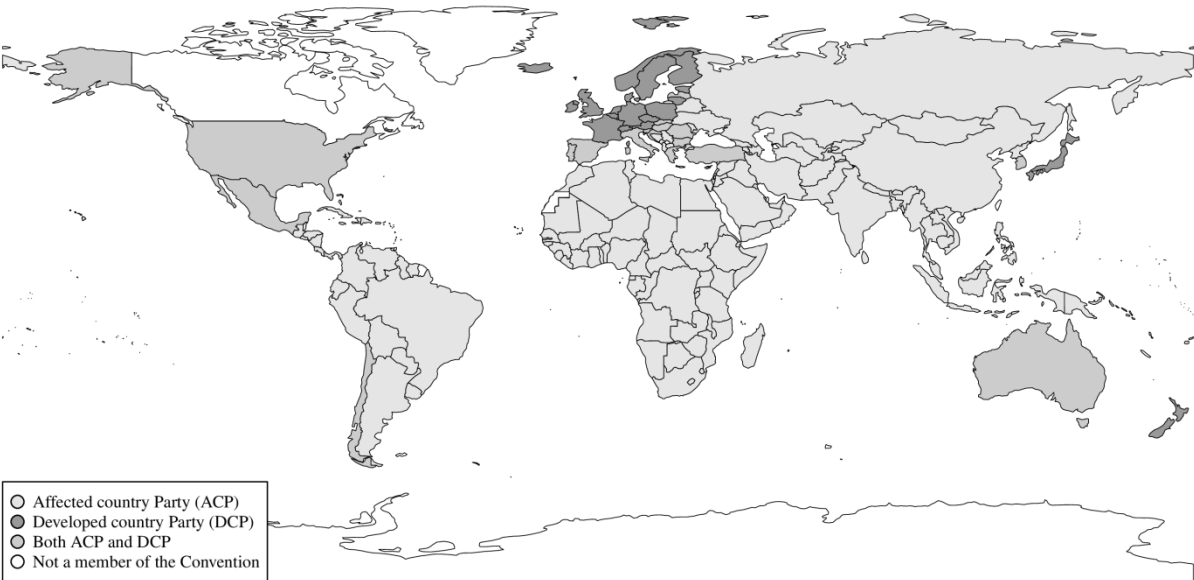 Affected country Party (ACP)
Developed country Party (DCP)
Both ACP and DCP
Not a member of the Convention